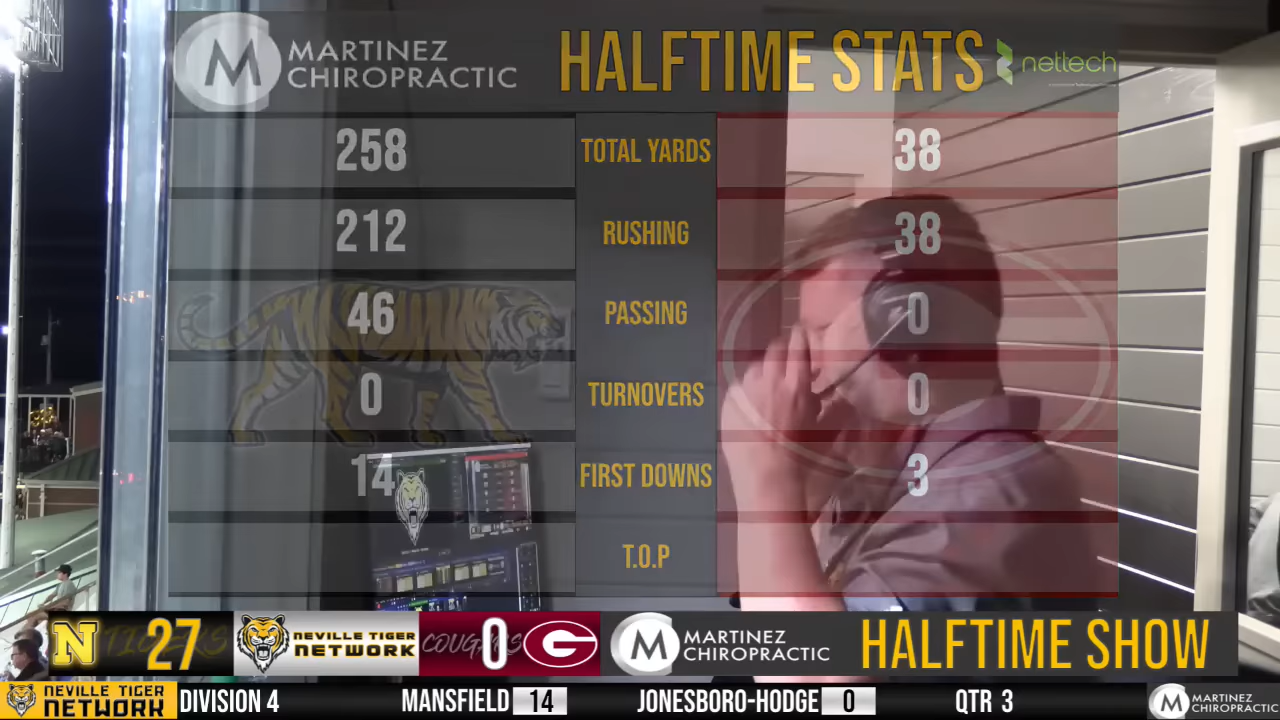 MARTINEZ
CHIROPRACTIC
HALFTIME STATS
nettech
258 TOTAL YARDS 38
212 RUSHING 38
46 PASSING 0
0 TURNOVERS 0
14 FIRST DOWNS 3
T.O.P
N TIGERS 27
NEVILLE TIGER
NETWORK
COUGARS 0 G
M MARTINEZ
CHIROPRACTIC
HALFTIME SHOW
NEVILLE TIGER
NETWORK
DIVISION 4 MANSFIELD 14 JONESBORO-HODGE 0 QTR 3
M MARTINEZ
CHIROPRACTIC